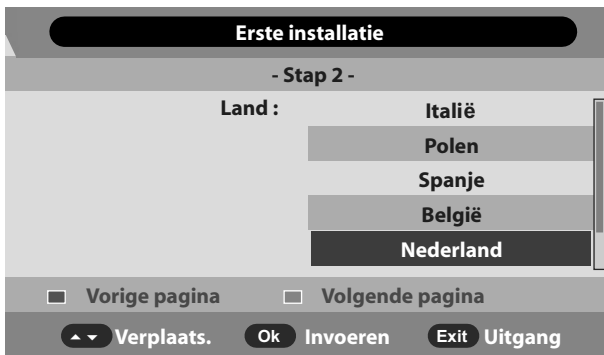 Erste installatie
- Stap 2 -
Land : Italië
Polen
Spanje
België
Nederland
Vorige pagina Volgende pagina
Verplaats. Ok Invoeren Exit Uitgang